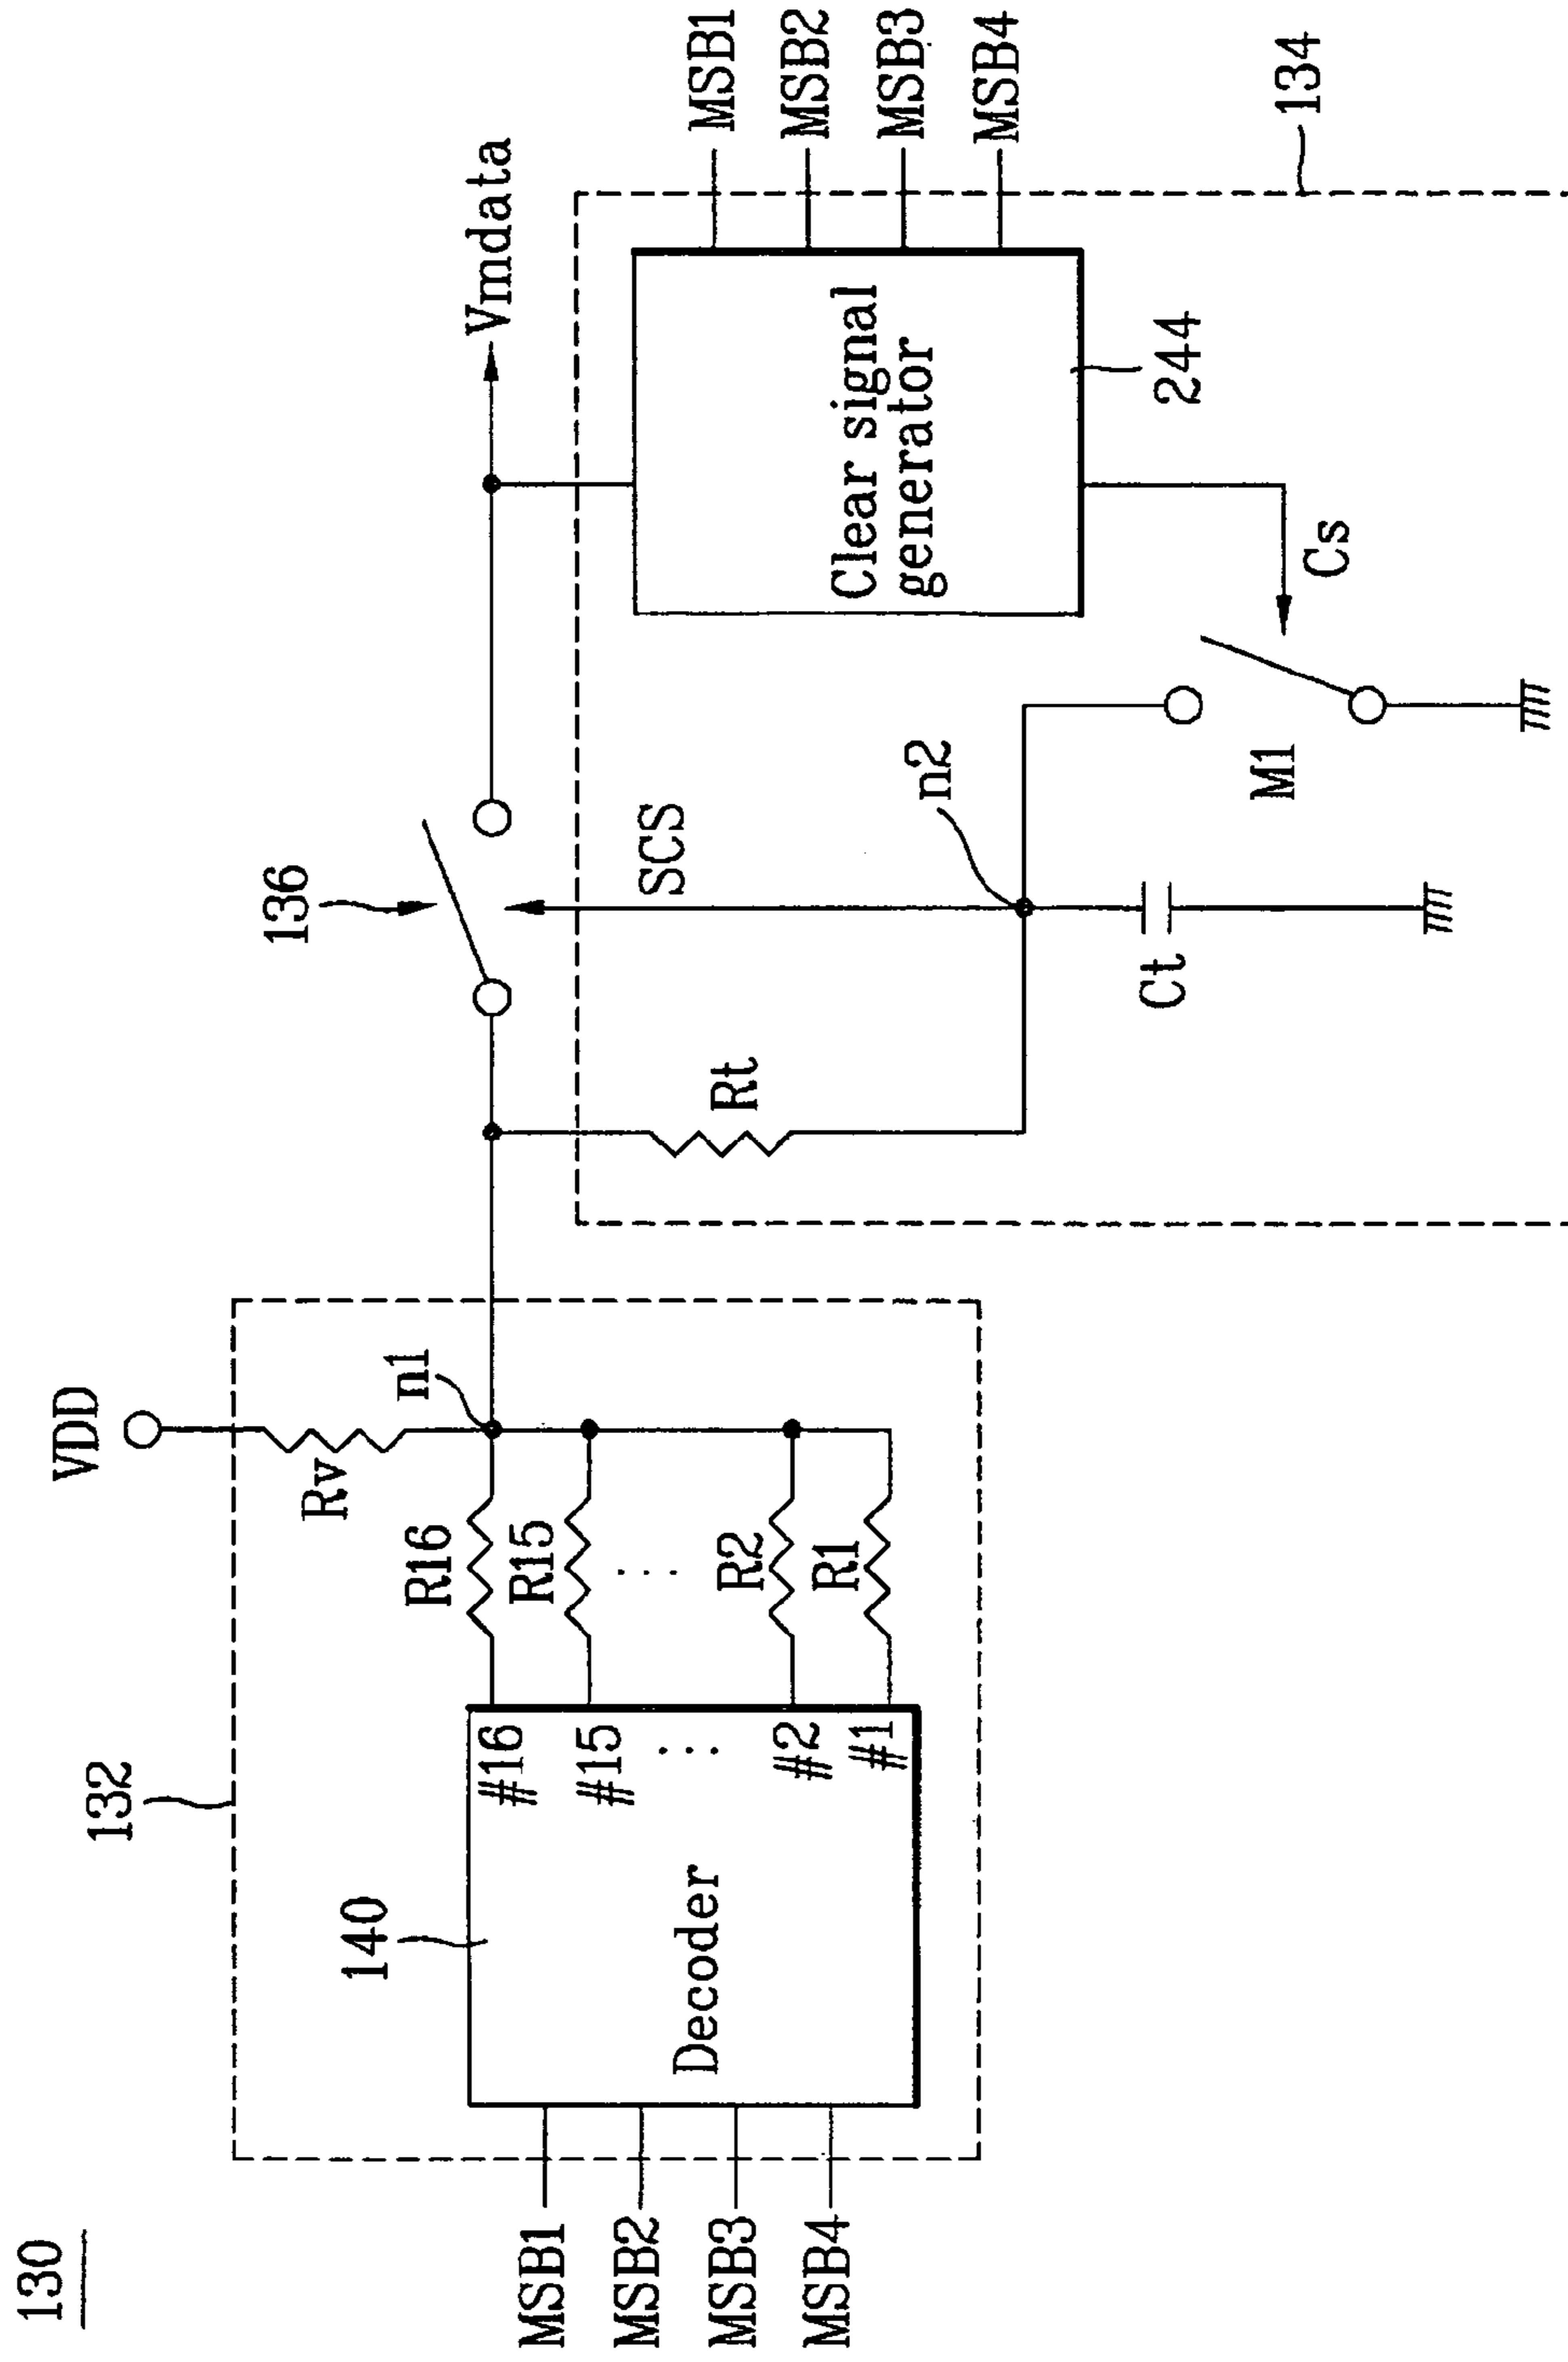 130
132
VDD
Rv
n1
140
Decoder
#16
#15
⋮
#2
#1
R16
R15
⋮
R2
R1
MSB1
MSB2
MSB3
MSB4
136
Vmdata
SCS
Rt
n2
Ct
M1
Cs
Clear signal
generator
244
MSB1
MSB2
MSB3
MSB4
134